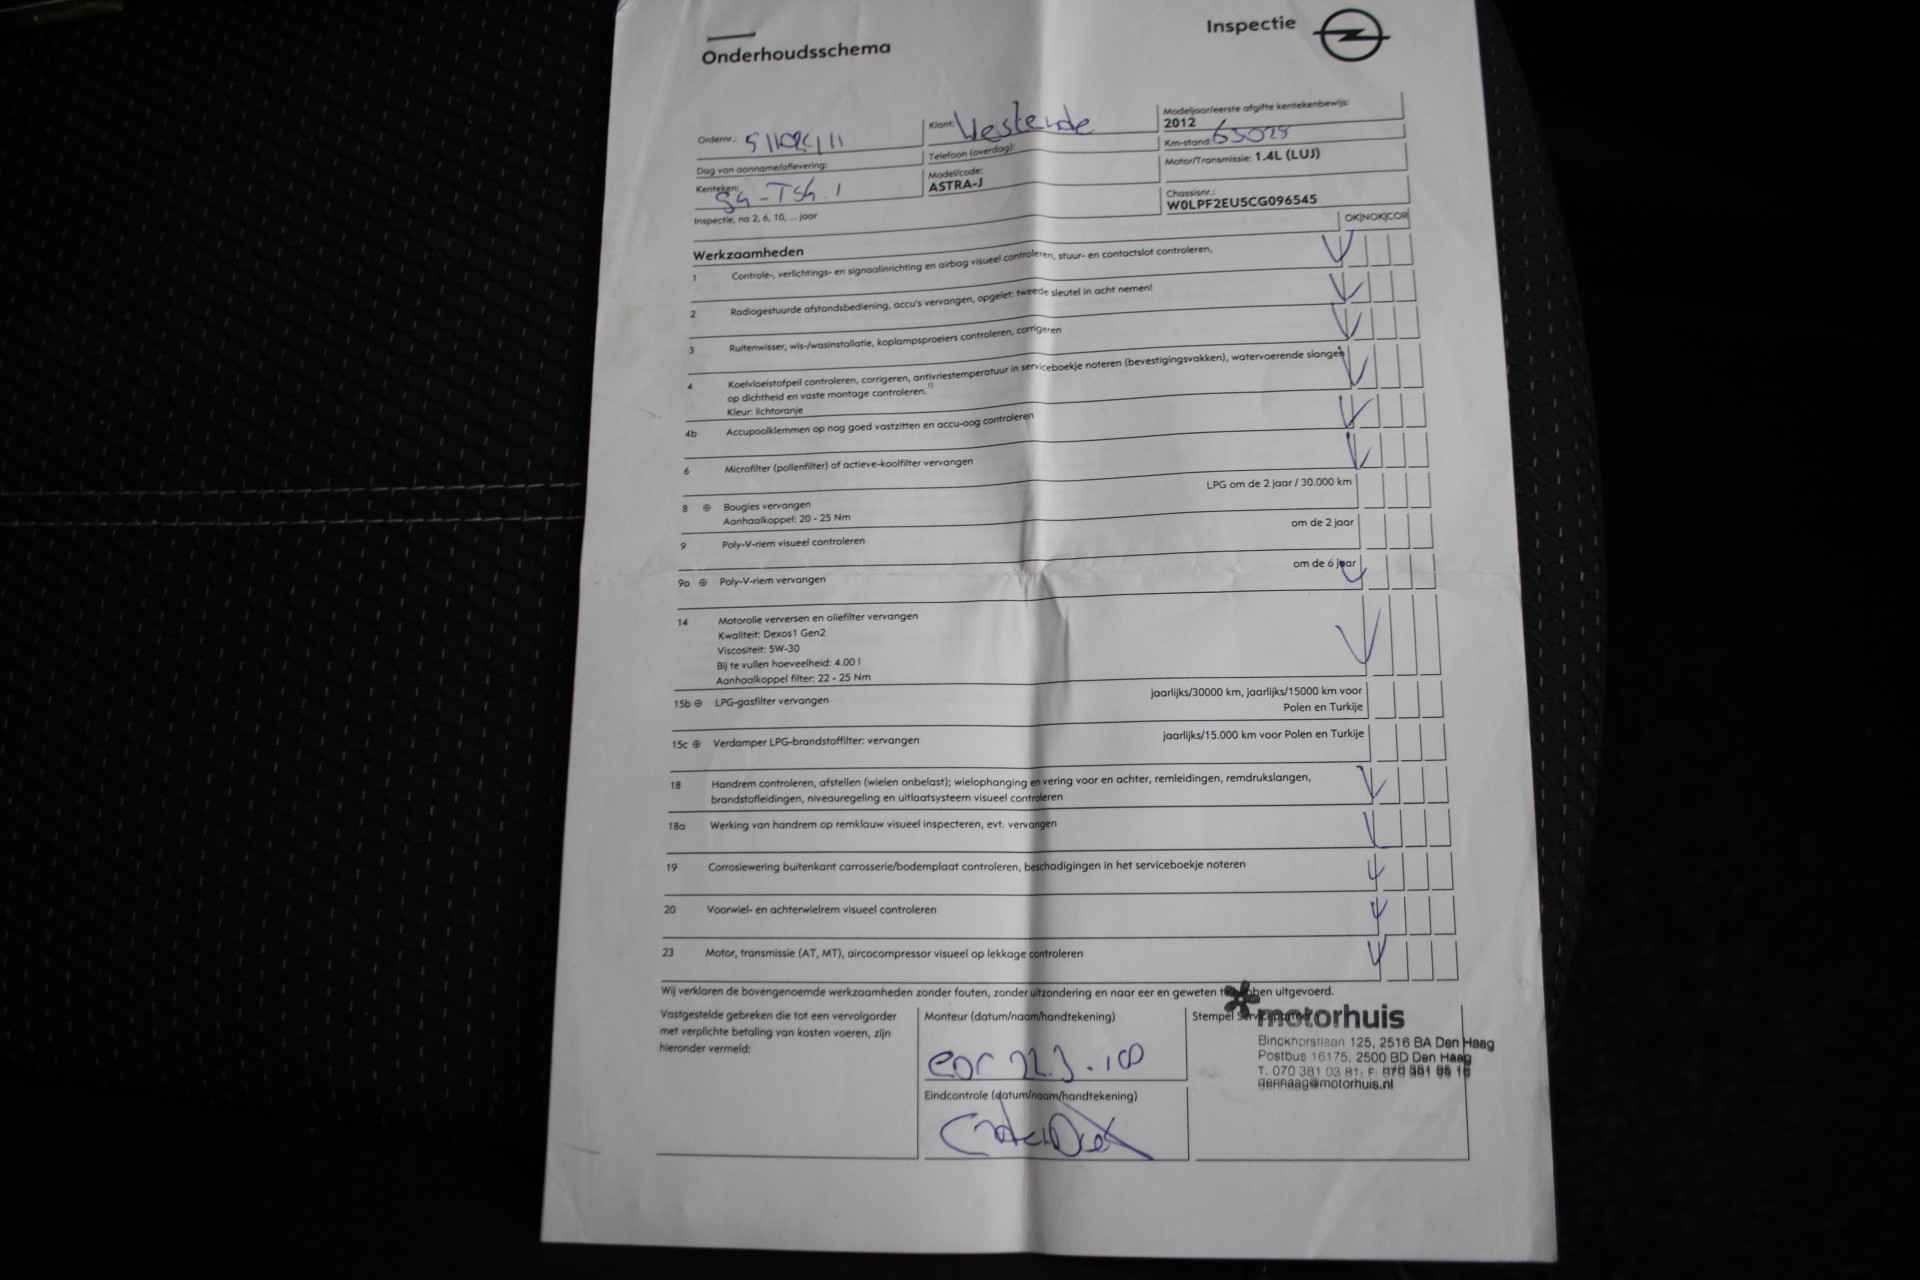 Onderhoudsschema
Inspectie
Ordernr.:
Klant: Westende
Modeljaar/eerste afgifte kentekenbewijs:
2012
Dag van aanname/aflevering:
Telefoon (overdag):
Km-stand:
Kenteken:
Model/code:
ASTRA-J
Motor/Transmissie: 1.4L (LUJ)
Inspectie, na 2, 6, 10, ... jaar
Chassisnr.:
W0LPF2EU5CG096545
Werkzaamheden
OK|NOK|COR
1 Controle-, verlichtings- en signaalinrichting en airbag visueel controleren, stuur- en contactslot controleren,
2 Radiogestuurde afstandsbediening, accu's vervangen, opgelet: tweede sleutel in acht nemen!
3 Ruitenwisser, wis-/wasinstallatie, koplampsproeiers controleren, corrigeren
4 Koelvloeistofpeil controleren, corrigeren, antivriestemperatuur in serviceboekje noteren (bevestigingsvakken), watervoerende slangen
op dichtheid en vaste montage controleren.
Kleur: lichtoranje
4b Accupoolklemmen op nog goed vastzitten en accu-oog controleren
6 Microfilter (pollenfilter) of actieve-koolfilter vervangen
8 ⊕ Bougies vervangen LPG om de 2 jaar / 30.000 km
Aanhaalkoppel: 20 - 25 Nm
9 Poly-V-riem visueel controleren om de 2 jaar
9a ⊕ Poly-V-riem vervangen om de 6 jaar
14 Motorolie verversen en oliefilter vervangen
Kwaliteit: Dexos1 Gen2
Viscositeit: 5W-30
Bij te vullen hoeveelheid: 4.00 l
Aanhaalkoppel filter: 22 - 25 Nm
15b ⊕ LPG-gasfilter vervangen jaarlijks/30000 km, jaarlijks/15000 km voor
Polen en Turkije
15c ⊕ Verdamper LPG-brandstoffilter: vervangen jaarlijks/15.000 km voor Polen en Turkije
18 Handrem controleren, afstellen (wielen onbelast); wielophanging en vering voor en achter, remleidingen, remdrukslangen,
brandstofleidingen, niveauregeling en uitlaatsysteem visueel controleren
18a Werking van handrem op remklauw visueel inspecteren, evt. vervangen
19 Corrosiewering buitenkant carrosserie/bodemplaat controleren, beschadigingen in het serviceboekje noteren
20 Voorwiel- en achterwielrem visueel controleren
23 Motor, transmissie (AT, MT), aircocompressor visueel op lekkage controleren
Wij verklaren de bovengenoemde werkzaamheden zonder fouten, zonder uitzondering en naar eer en geweten te hebben uitgevoerd.
Vastgestelde gebreken die tot een vervolgorder
met verplichte betaling van kosten voeren, zijn
hieronder vermeld:
Monteur (datum/naam/handtekening)
Eindcontrole (datum/naam/handtekening)
Stempel Servicepartner
motorhuis
Binckhorstlaan 125, 2516 BA Den Haag
Postbus 16175, 2500 BD Den Haag
T. 070 381 03 81; F.
denhaag@motorhuis.nl